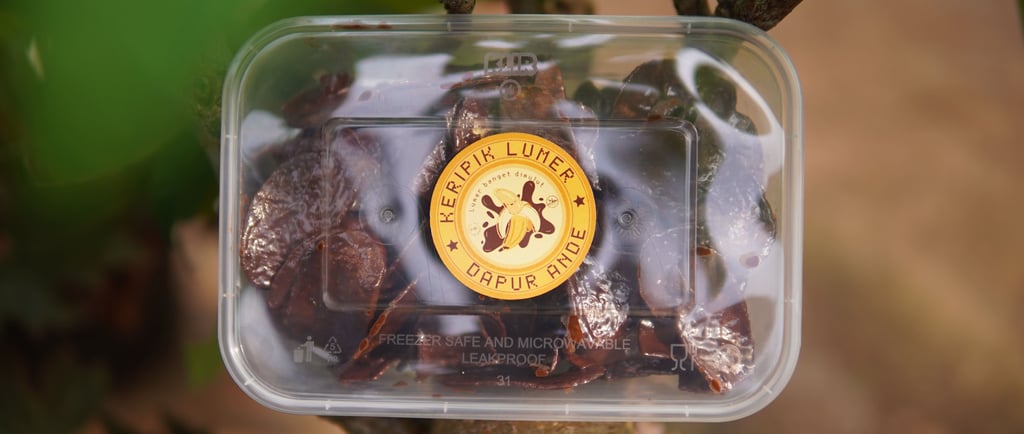 KERIPIK LUMER
Lumer banget dimulut
DAPUR ANDE
FREEZER SAFE AND MICROWAVABLE
LEAKPROOF
31